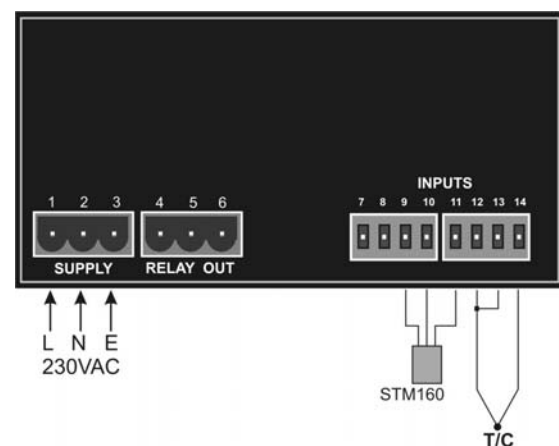 INPUTS
1 2 3 4 5 6 7 8 9 10 11 12 13 14
SUPPLY RELAY OUT
L N E
230VAC
STM160
T/C